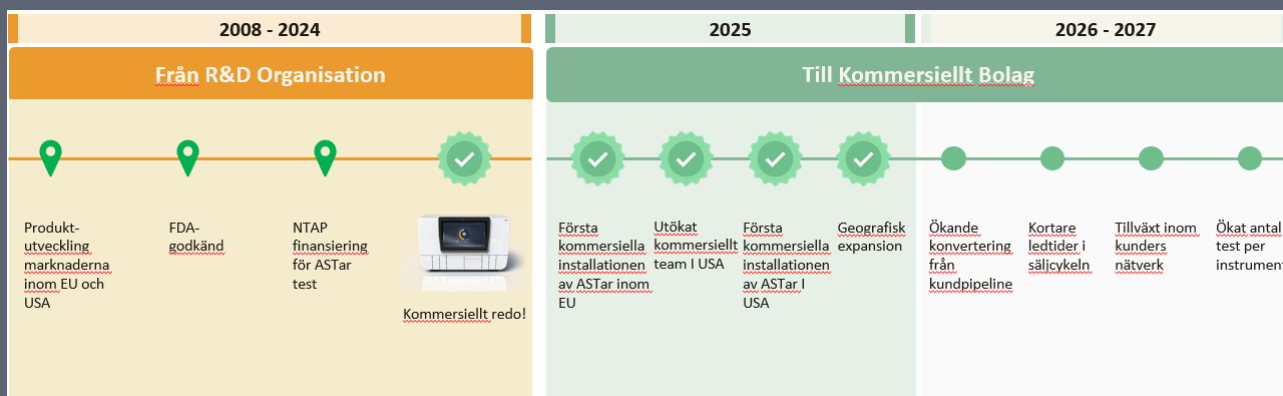 2008 - 2024
2025
2026 - 2027
Från R&D Organisation
Till Kommersiellt Bolag
Produkt-
utveckling
marknaderna
inom EU och
USA
FDA-
godkänd
NTAP
finansiering
för ASTar
test
Kommersiellt redo!
Första
kommersiella
installationen
av ASTar inom
EU
Utökat
kommersiellt
team I USA
Första
kommersiella
installationen
av ASTar I
USA
Geografisk
expansion
Ökande
konvertering
från
kundpipeline
Kortare
ledtider i
säljcykeln
Tillväxt inom
kunders
nätverk
Ökat antal
test per
instrument